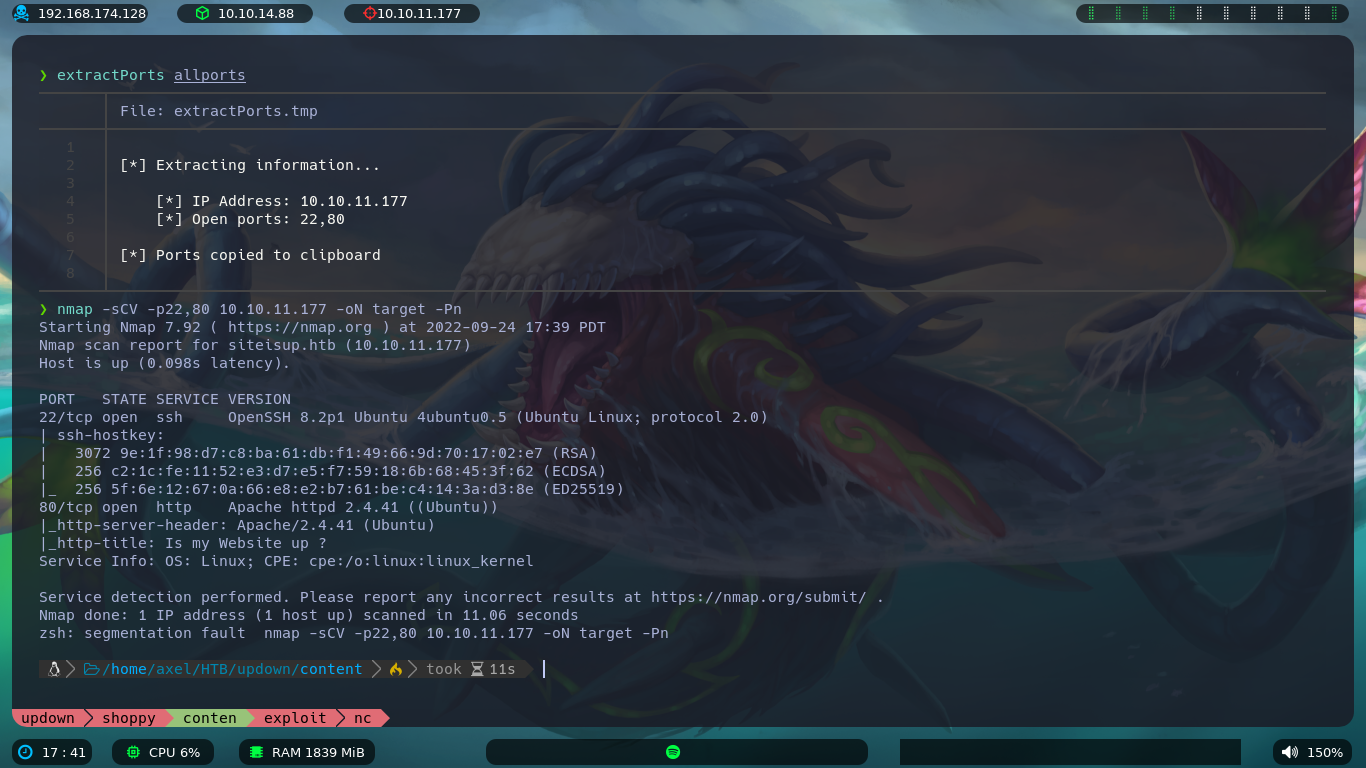 192.168.174.128
10.10.14.88
10.10.11.177
❯ extractPorts allports
File: extractPorts.tmp
1
2 [*] Extracting information...
3
4 [*] IP Address: 10.10.11.177
5 [*] Open ports: 22,80
6
7 [*] Ports copied to clipboard
8
❯ nmap -sCV -p22,80 10.10.11.177 -oN target -Pn
Starting Nmap 7.92 ( https://nmap.org ) at 2022-09-24 17:39 PDT
Nmap scan report for siteisup.htb (10.10.11.177)
Host is up (0.098s latency).
PORT   STATE SERVICE VERSION
22/tcp open  ssh     OpenSSH 8.2p1 Ubuntu 4ubuntu0.5 (Ubuntu Linux; protocol 2.0)
| ssh-hostkey:
|   3072 9e:1f:98:d7:c8:ba:61:db:f1:49:66:9d:70:17:02:e7 (RSA)
|   256 c2:1c:fe:11:52:e3:d7:e5:f7:59:18:6b:68:45:3f:62 (ECDSA)
|_  256 5f:6e:12:67:0a:66:e8:e2:b7:61:be:c4:14:3a:d3:8e (ED25519)
80/tcp open  http    Apache httpd 2.4.41 ((Ubuntu))
|_http-server-header: Apache/2.4.41 (Ubuntu)
|_http-title: Is my Website up ?
Service Info: OS: Linux; CPE: cpe:/o:linux:linux_kernel
Service detection performed. Please report any incorrect results at https://nmap.org/submit/ .
Nmap done: 1 IP address (1 host up) scanned in 11.06 seconds
zsh: segmentation fault  nmap -sCV -p22,80 10.10.11.177 -oN target -Pn
/home/axel/HTB/updown/content took 11s
updown shoppy conten exploit nc
17 : 41
CPU 6%
RAM 1839 MiB
150%